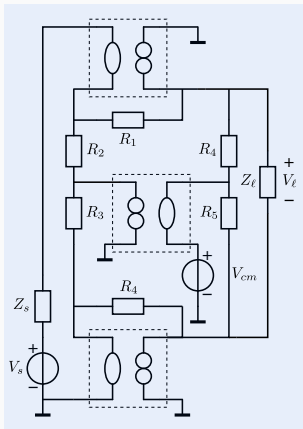 R1
R2
R4
Zℓ
+
Vℓ
−
R3
R5
+
Vcm
−
R4
Zs
+
Vs
−